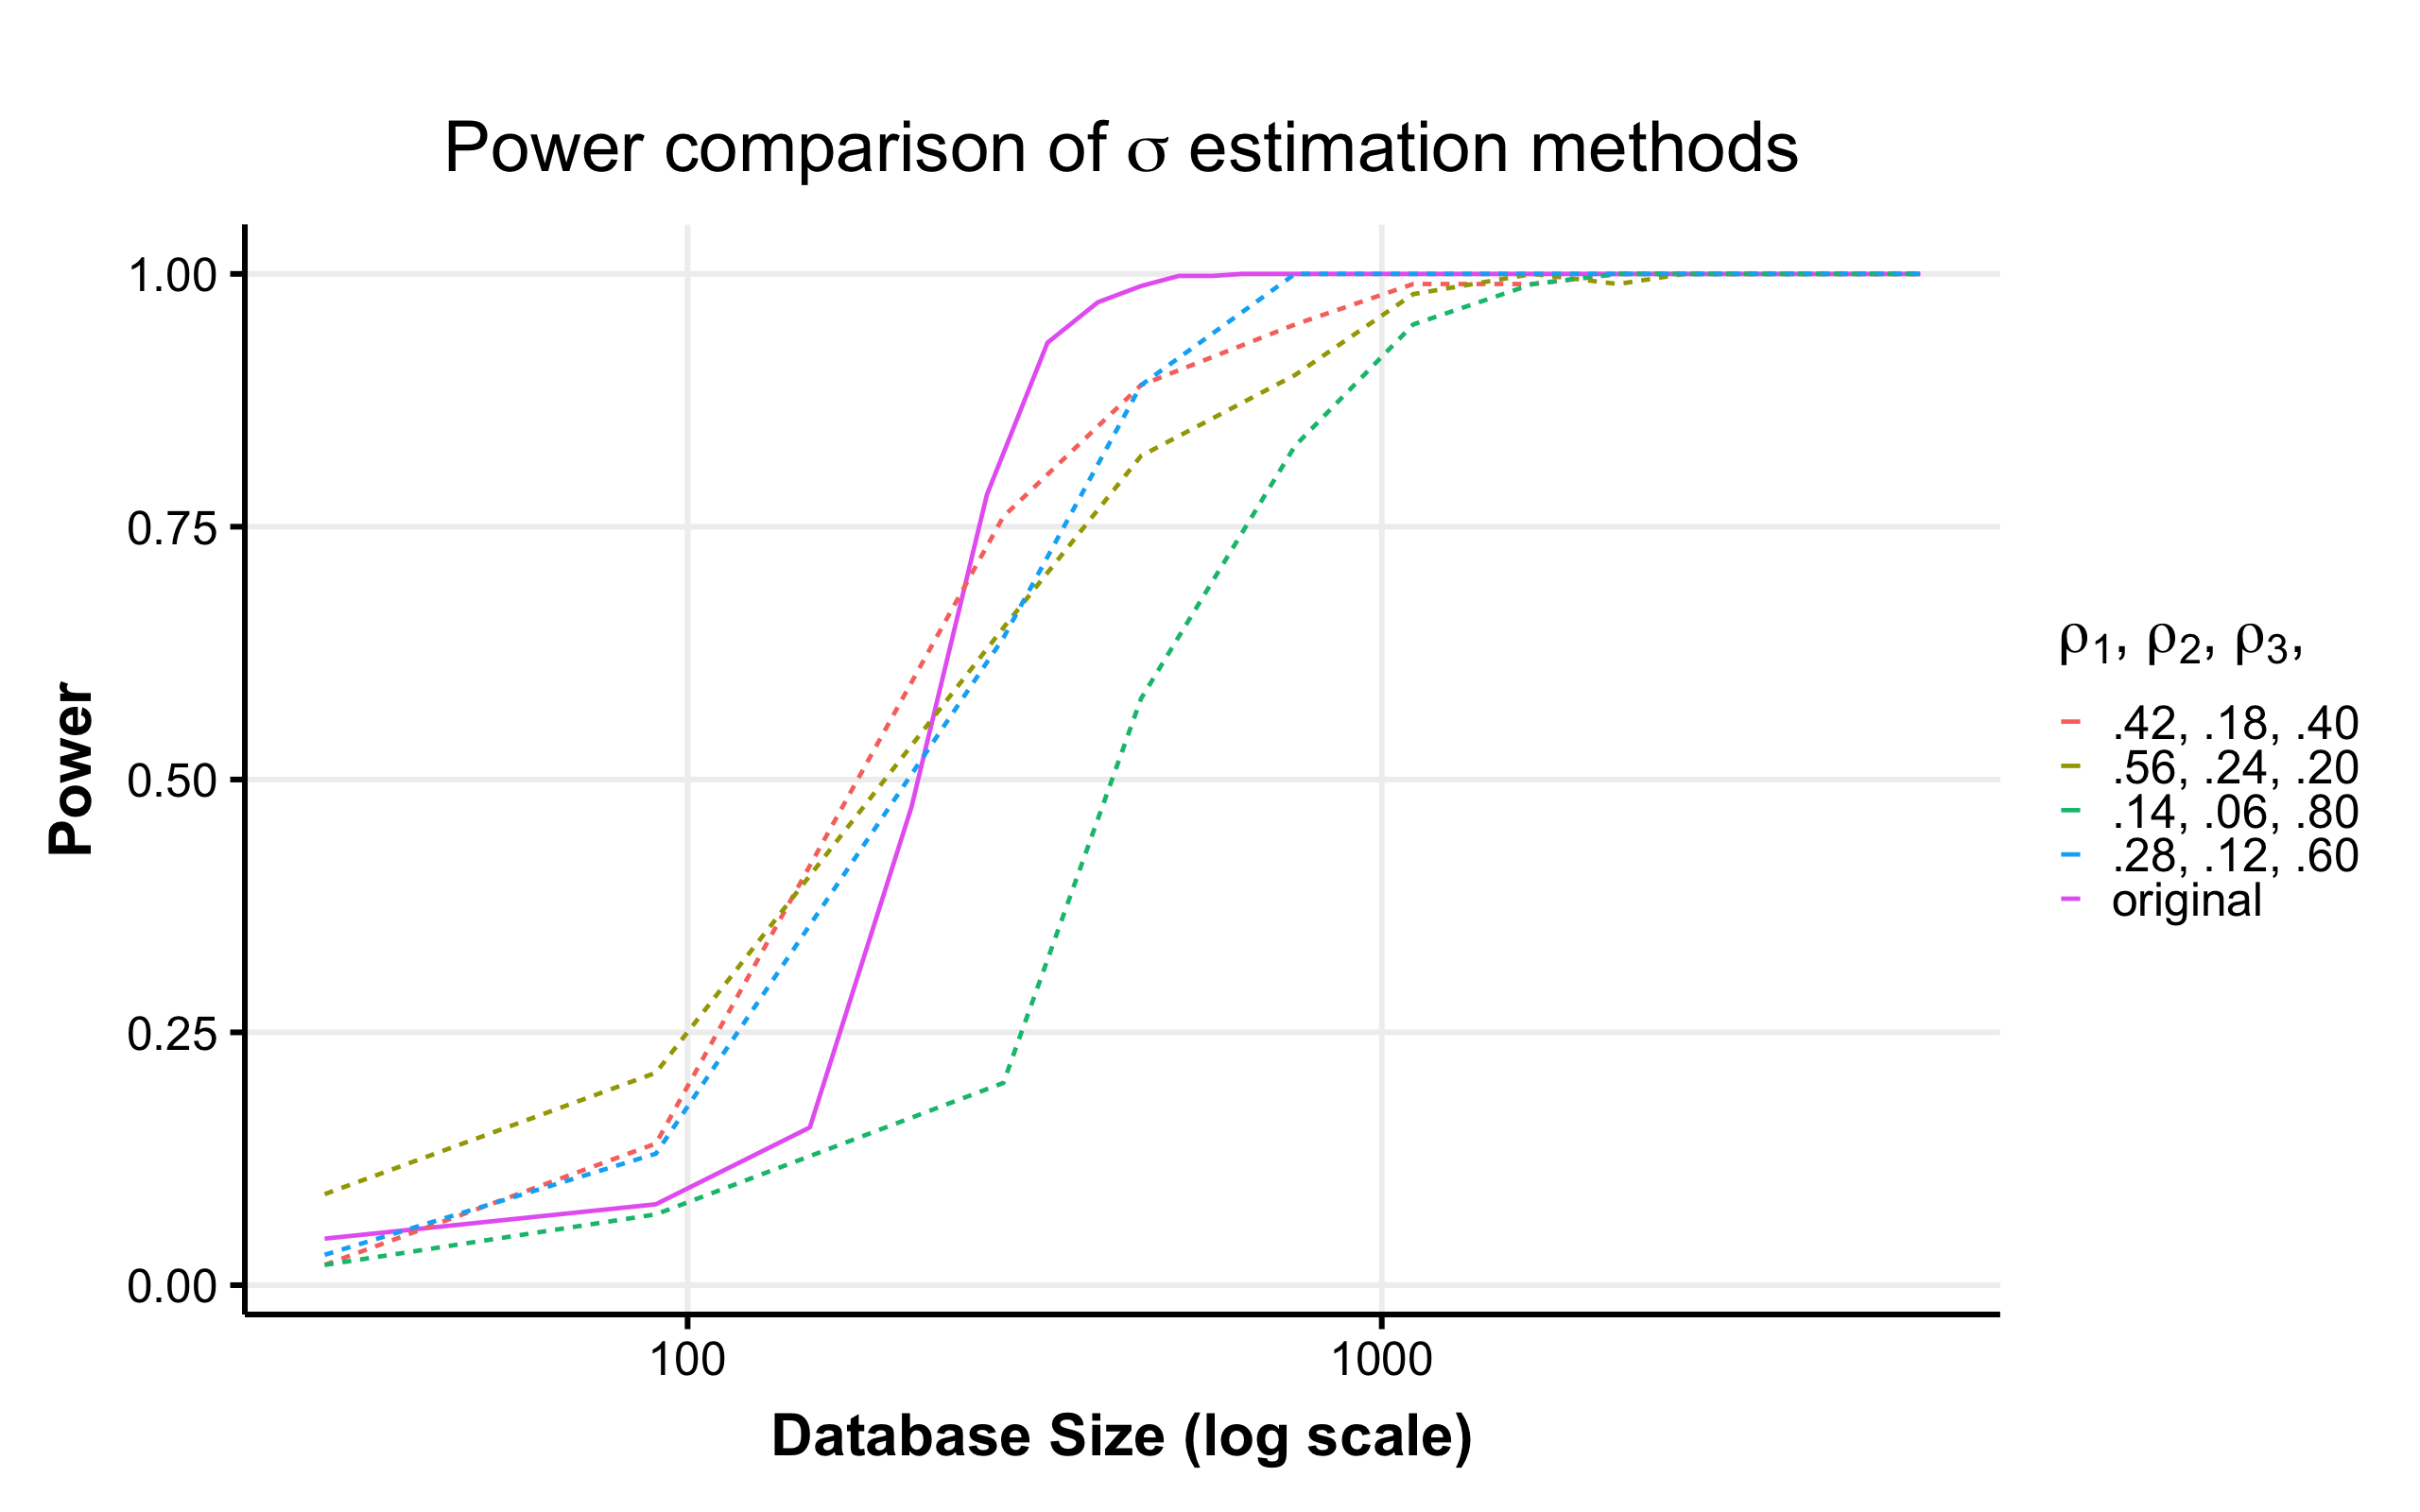 Power comparison of σ estimation methods
1.00
0.75
0.50
0.25
0.00
Power
100 1000
Database Size (log scale)
ρ₁, ρ₂, ρ₃,
.42, .18, .40
.56, .24, .20
.14, .06, .80
.28, .12, .60
original